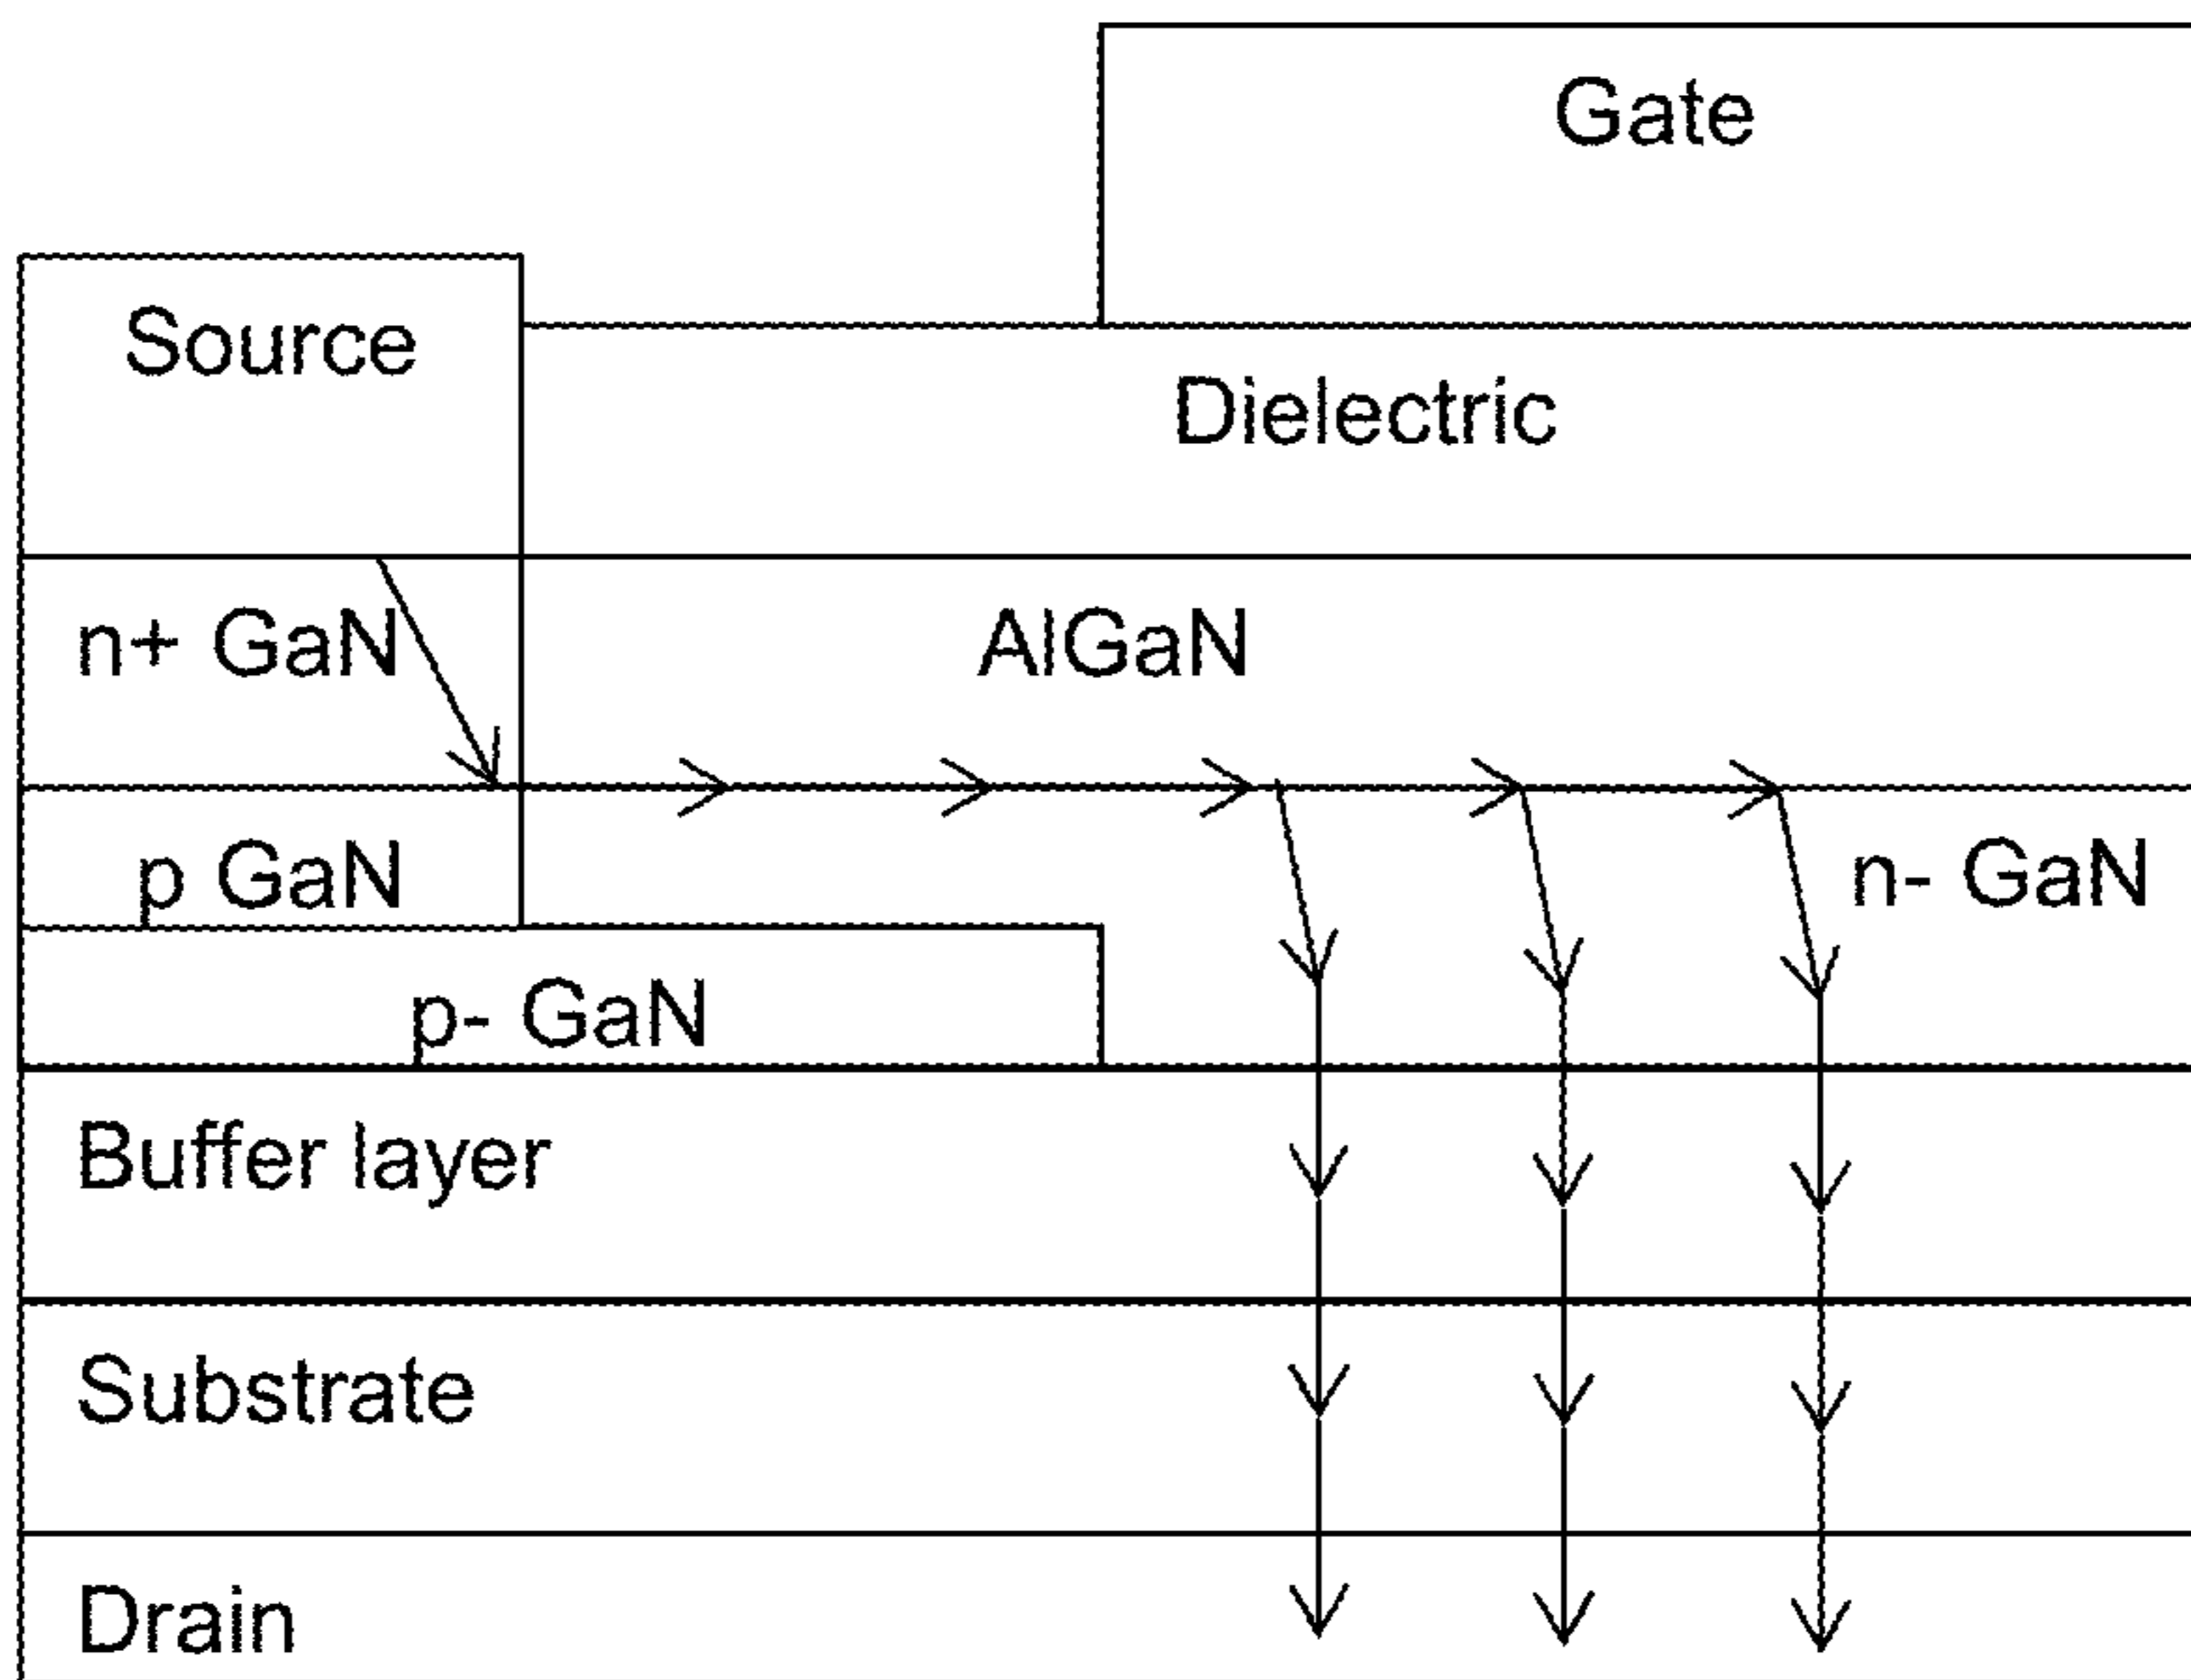 Gate
Source
Dielectric
n+ GaN
AlGaN
p GaN
n- GaN
p- GaN
Buffer layer
Substrate
Drain